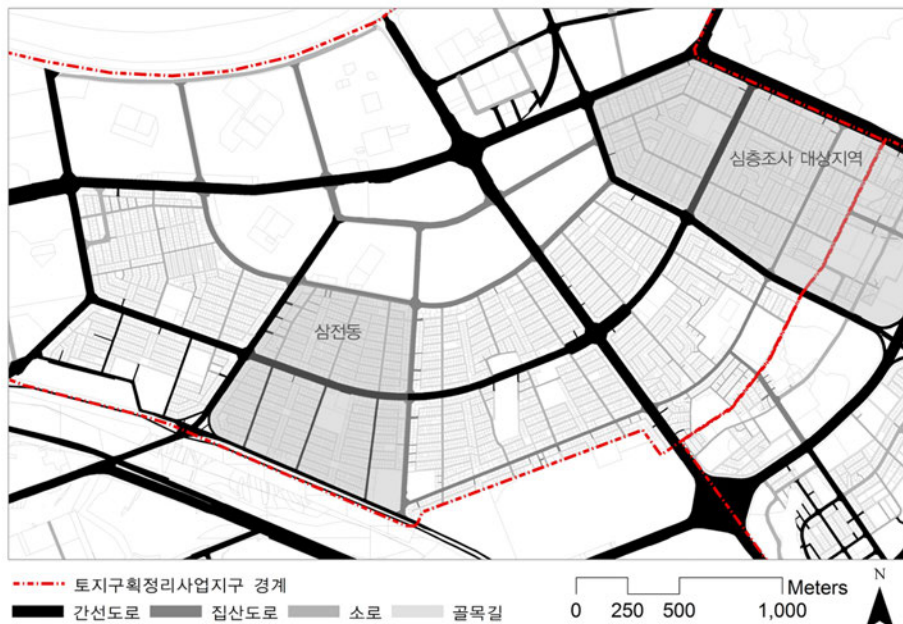 심층조사 대상지역
삼전동
토지구획정리사업지구 경계
간선도로 집산도로 소로 골목길
Meters
0 250 500 1,000
N